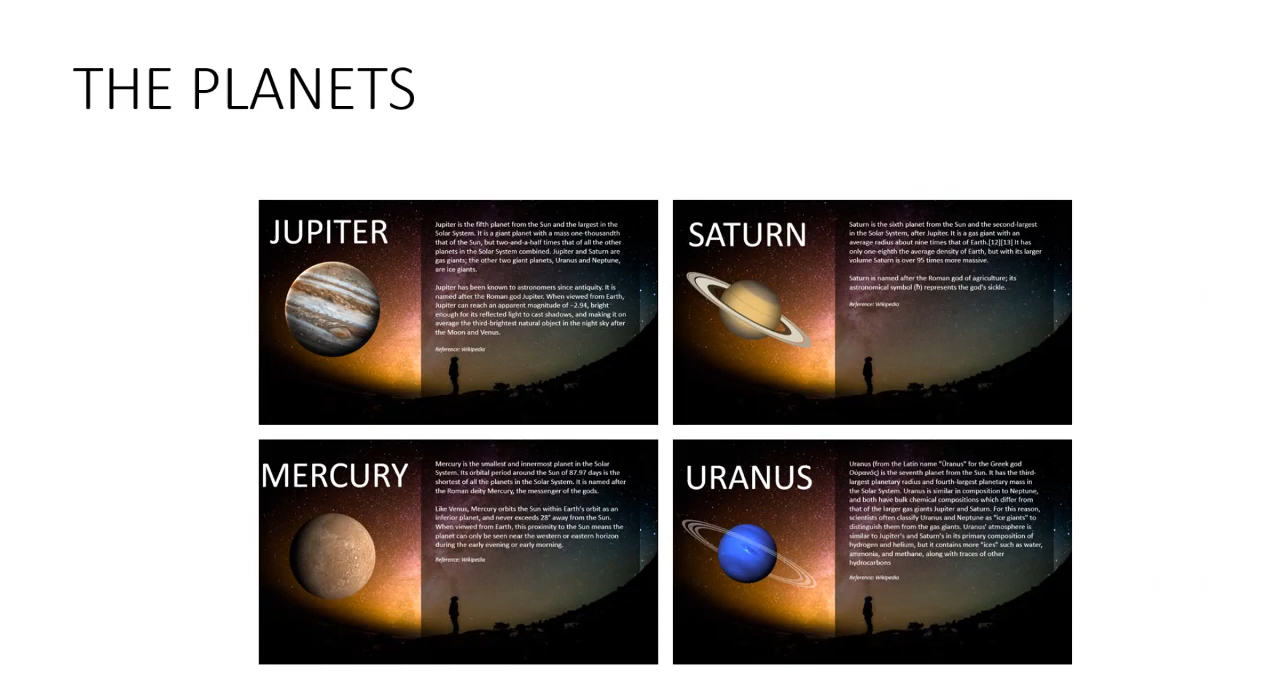 THE PLANETS
JUPITER
Jupiter is the fifth planet from the Sun and the largest in the
Solar System. It is a giant planet with a mass one-thousandth
that of the Sun, but two-and-a-half times that of all the other
planets in the Solar System combined. Jupiter and Saturn are
gas giants; the other two giant planets, Uranus and Neptune,
are ice giants.
Jupiter has been known to astronomers since antiquity. It is
named after the Roman god Jupiter. When viewed from Earth,
Jupiter can reach an apparent magnitude of −2.94, bright
enough for its reflected light to cast shadows, and making it on
average the third-brightest natural object in the night sky after
the Moon and Venus.
Reference: Wikipedia
SATURN
Saturn is the sixth planet from the Sun and the second-largest
in the Solar System, after Jupiter. It is a gas giant with an
average radius about nine times that of Earth.[12][13] It has
only one-eighth the average density of Earth, but with its larger
volume Saturn is over 95 times more massive.
Saturn is named after the Roman god of agriculture; its
astronomical symbol (♄) represents the god's sickle.
Reference: Wikipedia
MERCURY
Mercury is the smallest and innermost planet in the Solar
System. Its orbital period around the Sun of 87.97 days is the
shortest of all the planets in the Solar System. It is named after
the Roman deity Mercury, the messenger of the gods.
Like Venus, Mercury orbits the Sun within Earth's orbit as an
inferior planet, and never exceeds 28° away from the Sun.
When viewed from Earth, this proximity to the Sun means the
planet can only be seen near the western or eastern horizon
during the early evening or early morning.
Reference: Wikipedia
URANUS
Uranus (from the Latin name "Ūranus" for the Greek god
Οὐρανός) is the seventh planet from the Sun. It has the third-
largest planetary radius and fourth-largest planetary mass in
the Solar System. Uranus is similar in composition to Neptune,
and both have bulk chemical compositions which differ from
that of the larger gas giants Jupiter and Saturn. For this reason,
scientists often classify Uranus and Neptune as "ice giants" to
distinguish them from the gas giants. Uranus' atmosphere is
similar to Jupiter's and Saturn's in its primary composition of
hydrogen and helium, but it contains more "ices" such as water,
ammonia, and methane, along with traces of other
hydrocarbons
Reference: Wikipedia